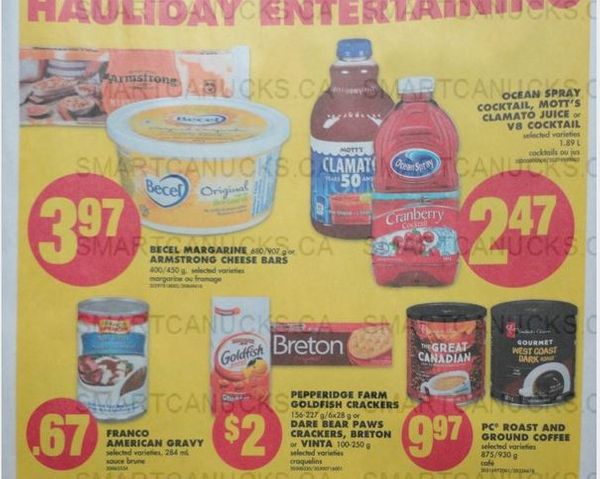 HAULIDAY ENTERTAINING
SMARTCANUCKS.CA
Armstrong
Becel
Becel Original
MOTT'S
CLAMATO
YEARS 50 ANS
Ocean Spray
Cranberry
Cocktail
OCEAN SPRAY
COCKTAIL, MOTT'S
CLAMATO JUICE or
V8 COCKTAIL
selected varieties
1.89 L
cocktails ou jus
3.97
2.47
BECEL MARGARINE 680/907 g or
ARMSTRONG CHEESE BARS
400/450 g, selected varieties
margarine ou fromage
Goldfish
Breton
THE GREAT
CANADIAN
GOURMET
WEST COAST
DARK ROAST
.67
FRANCO
AMERICAN GRAVY
selected varieties, 284 mL
sauce brune
$2
PEPPERIDGE FARM
GOLDFISH CRACKERS
156-227 g/6x28 g or
DARE BEAR PAWS
CRACKERS, BRETON
or VINTA 100-250 g
selected varieties
craquelins
9.97
PC® ROAST AND
GROUND COFFEE
selected varieties
875/930 g
café